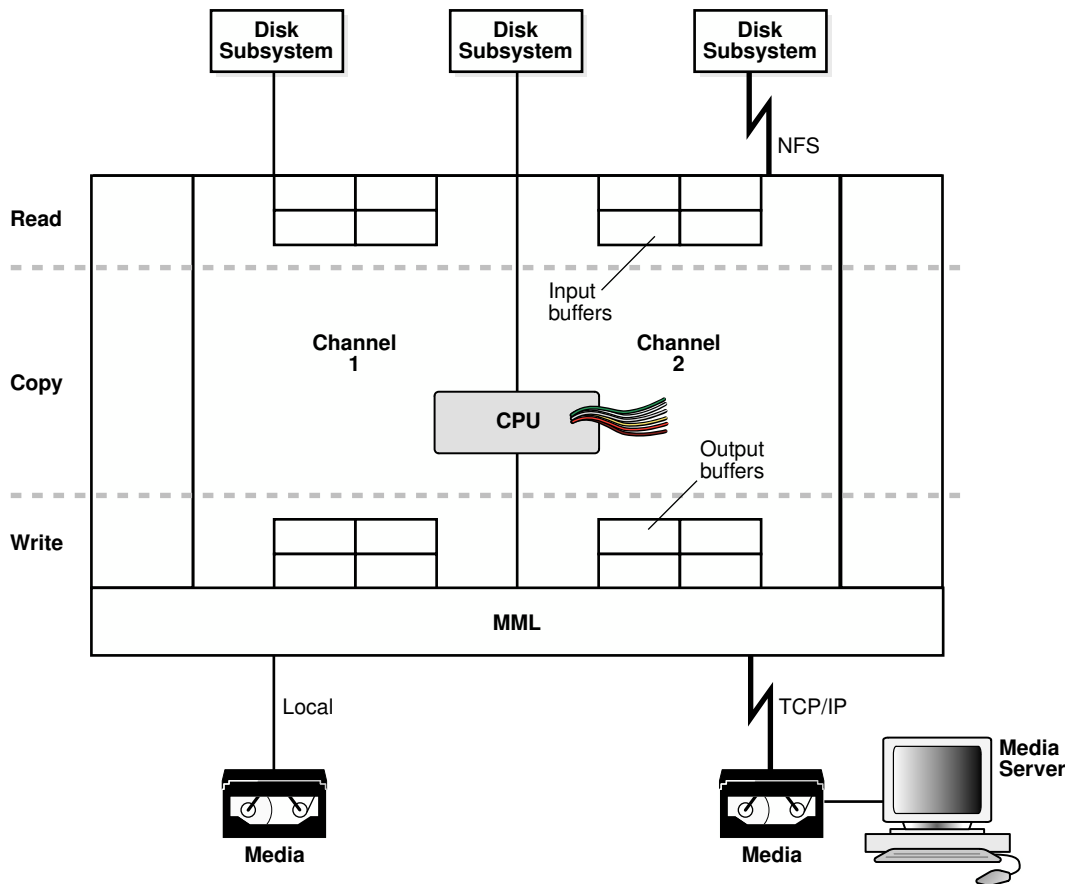 Disk
Subsystem
Disk
Subsystem
Disk
Subsystem
NFS
Read
Input
buffers
Channel
1
Channel
2
Copy
CPU
Output
buffers
Write
MML
Local
TCP/IP
Media
Server
Media
Media